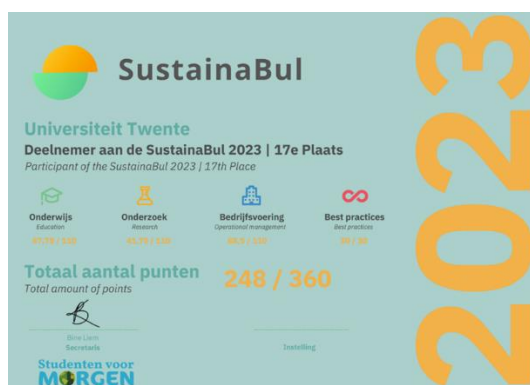 SustainaBul
2023
Universiteit Twente
Deelnemer aan de SustainaBul 2023 | 17e Plaats
Participant of the SustainaBul 2023 | 17th Place
Onderwijs
Education
Onderzoek
Research
Bedrijfsvoering
Operational management
Best practices
Best practices
Totaal aantal punten
Total amount of points
248 / 360
Secretaris
Instelling
Studenten voor
MORGEN